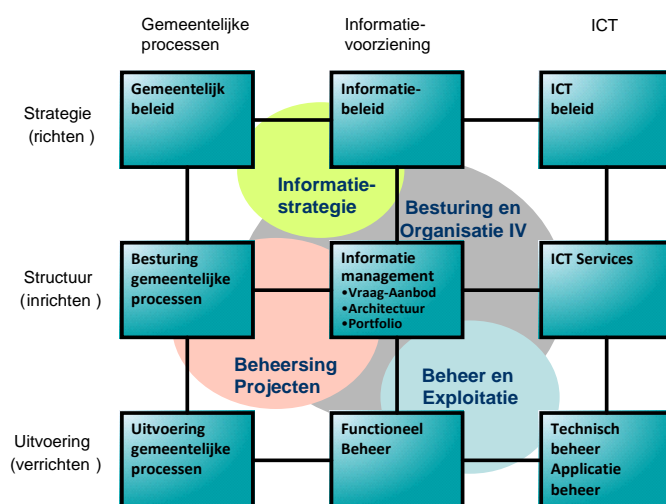 Gemeentelijke
processen
Informatie-
voorziening
ICT
Strategie
(richten )
Gemeentelijk
beleid
Informatie-
beleid
ICT
beleid
Informatie-
strategie
Besturing en
Organisatie IV
Structuur
(inrichten )
Besturing
gemeentelijke
processen
Informatie
management
•Vraag-Aanbod
•Architectuur
•Portfolio
ICT Services
Beheersing
Projecten
Beheer en
Exploitatie
Uitvoering
(verrichten )
Uitvoering
gemeentelijke
processen
Functioneel
Beheer
Technisch
beheer
Applicatie
beheer